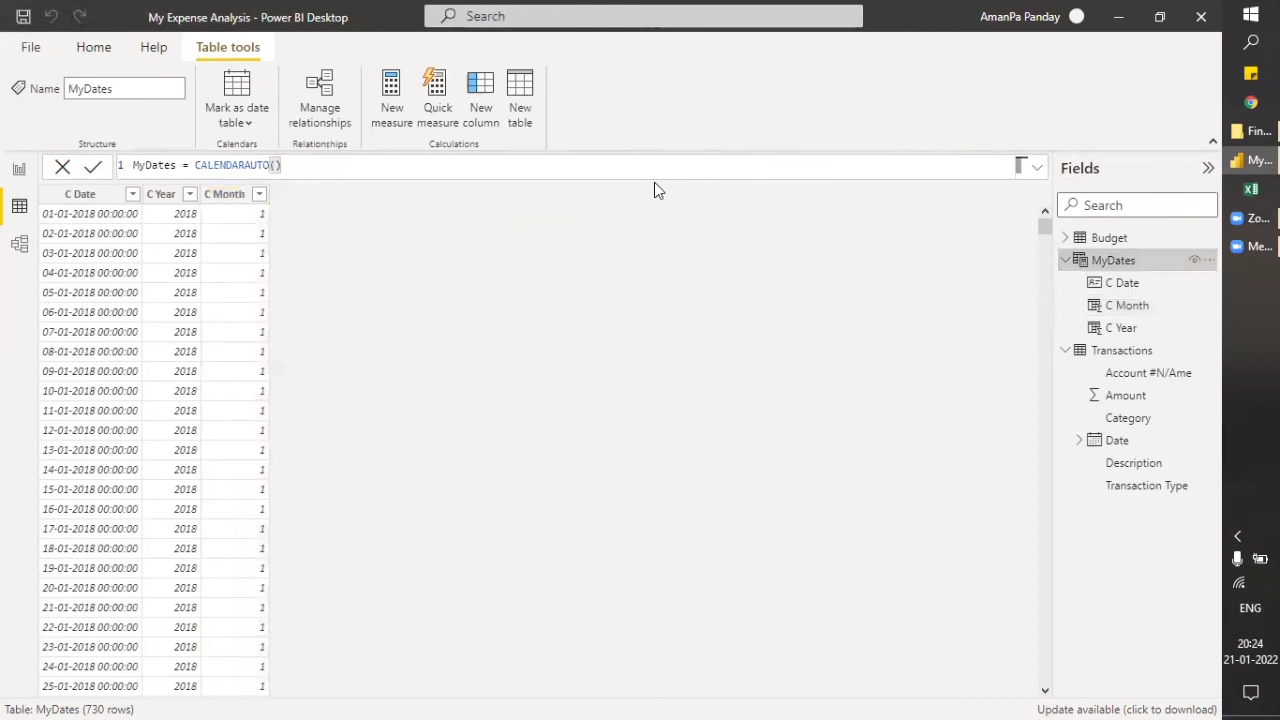 My Expense Analysis - Power BI Desktop
Search
AmanPa Panday
File
Home
Help
Table tools
Name
MyDates
Mark as date
table
Manage
relationships
New
measure
Quick
measure
New
column
New
table
Structure
Calendars
Relationships
Calculations
1 MyDates = CALENDARAUTO()
C Date
C Year
C Month
01-01-2018 00:00:00 2018 1
02-01-2018 00:00:00 2018 1
03-01-2018 00:00:00 2018 1
04-01-2018 00:00:00 2018 1
05-01-2018 00:00:00 2018 1
06-01-2018 00:00:00 2018 1
07-01-2018 00:00:00 2018 1
08-01-2018 00:00:00 2018 1
09-01-2018 00:00:00 2018 1
10-01-2018 00:00:00 2018 1
11-01-2018 00:00:00 2018 1
12-01-2018 00:00:00 2018 1
13-01-2018 00:00:00 2018 1
14-01-2018 00:00:00 2018 1
15-01-2018 00:00:00 2018 1
16-01-2018 00:00:00 2018 1
17-01-2018 00:00:00 2018 1
18-01-2018 00:00:00 2018 1
19-01-2018 00:00:00 2018 1
20-01-2018 00:00:00 2018 1
21-01-2018 00:00:00 2018 1
22-01-2018 00:00:00 2018 1
23-01-2018 00:00:00 2018 1
24-01-2018 00:00:00 2018 1
25-01-2018 00:00:00 2018 1
Table: MyDates (730 rows)
Update available (click to download)
Fields
Search
Budget
MyDates
C Date
C Month
C Year
Transactions
Account #N/Ame
Amount
Category
Date
Description
Transaction Type
Fin...
My...
Zo...
Me...
ENG
20:24
21-01-2022